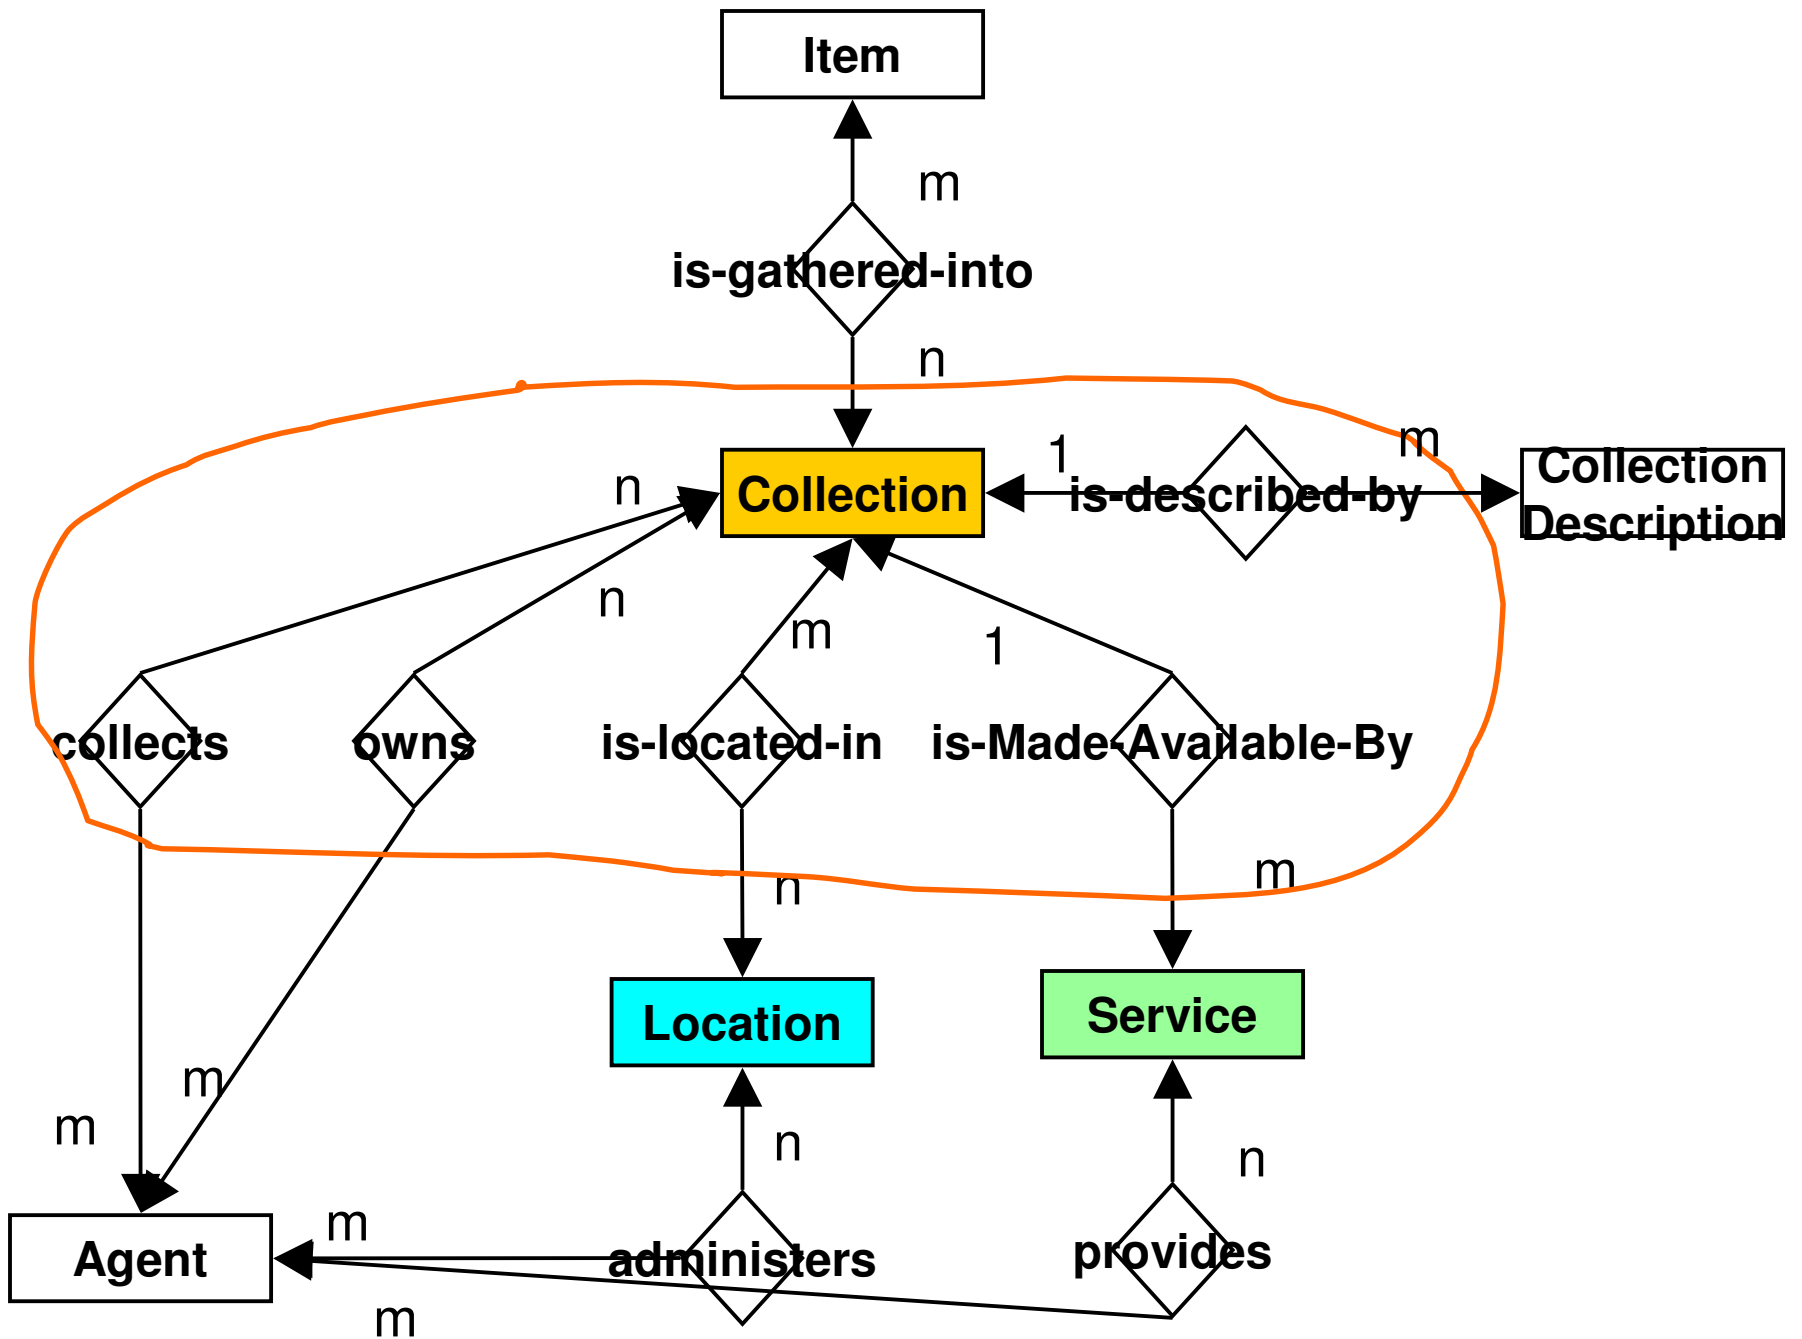 Item
m
is-gathered-into
n
Collection
1
is-described-by
m
Collection
Description
n
n
m
1
collects
owns
is-located-in
is-Made-Available-By
n
m
Location
Service
m
m
n
n
Agent
m
administers
provides
m